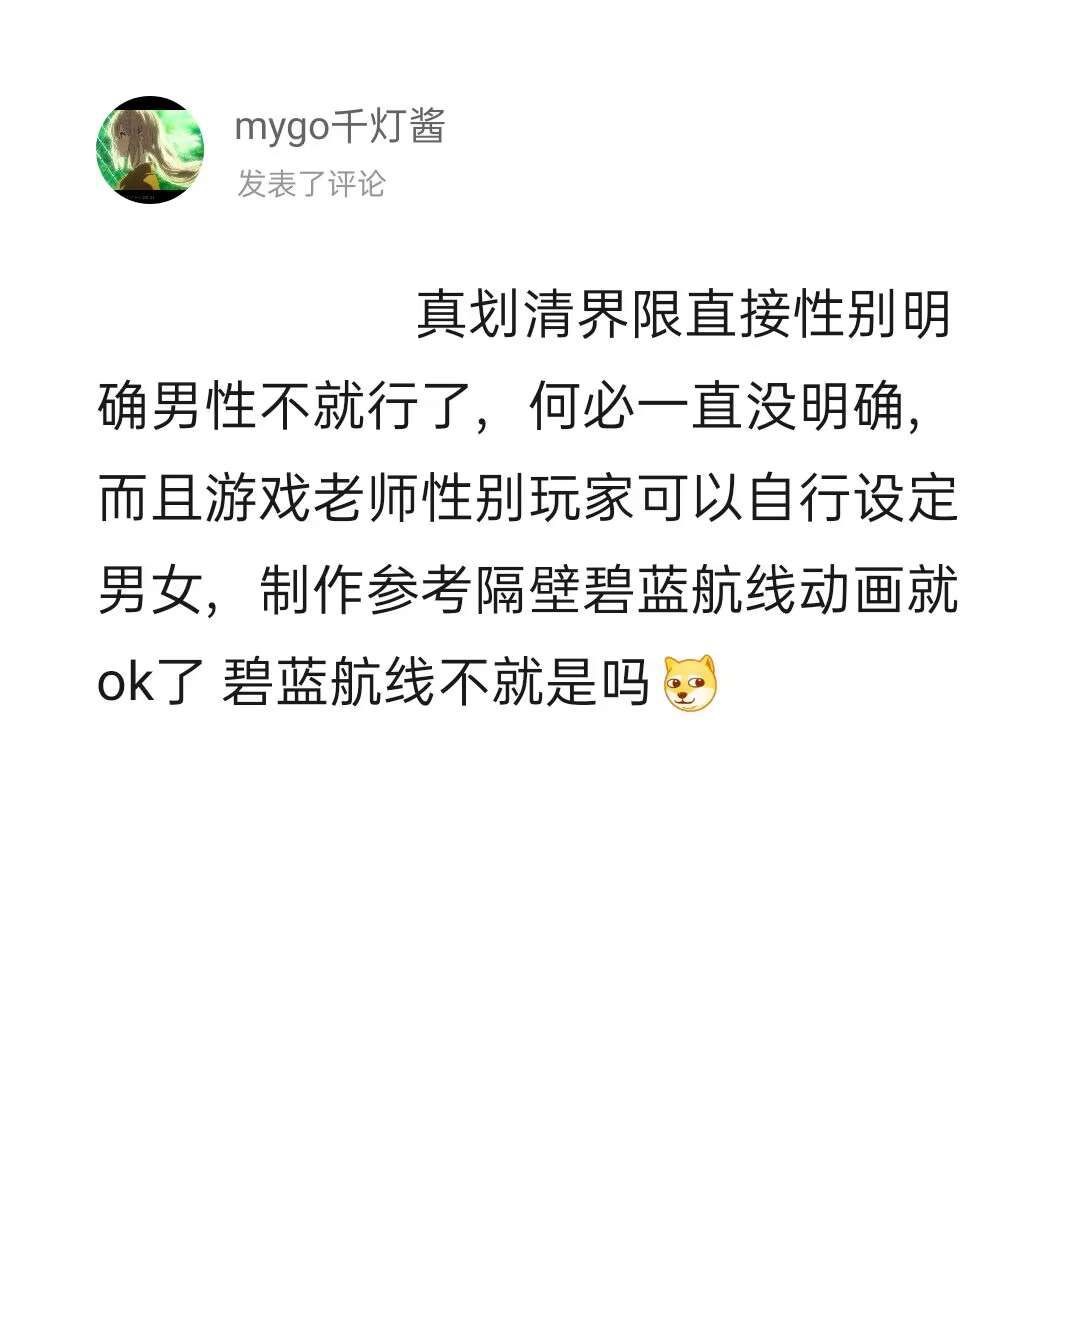 mygo千灯酱
发表了评论
真划清界限直接性别明
确男性不就行了，何必一直没明确，
而且游戏老师性别玩家可以自行设定
男女，制作参考隔壁碧蓝航线动画就
ok了 碧蓝航线不就是吗